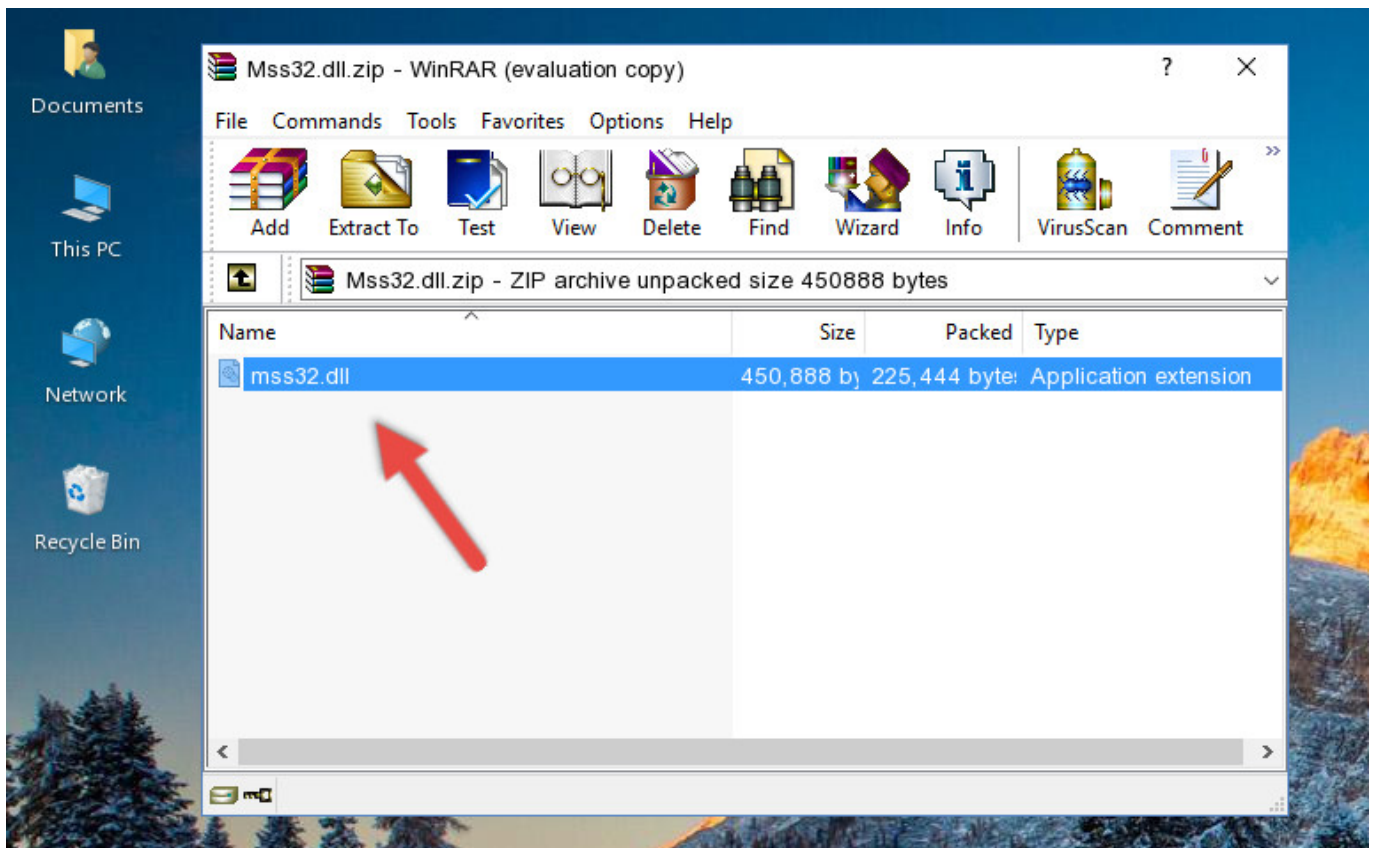 Documents
This PC
Network
Recycle Bin
Mss32.dll.zip - WinRAR (evaluation copy)
?
File Commands Tools Favorites Options Help
Add Extract To Test View Delete Find Wizard Info VirusScan Comment
Mss32.dll.zip - ZIP archive unpacked size 450888 bytes
Name Size Packed Type
mss32.dll 450,888 by 225,444 byte Application extension